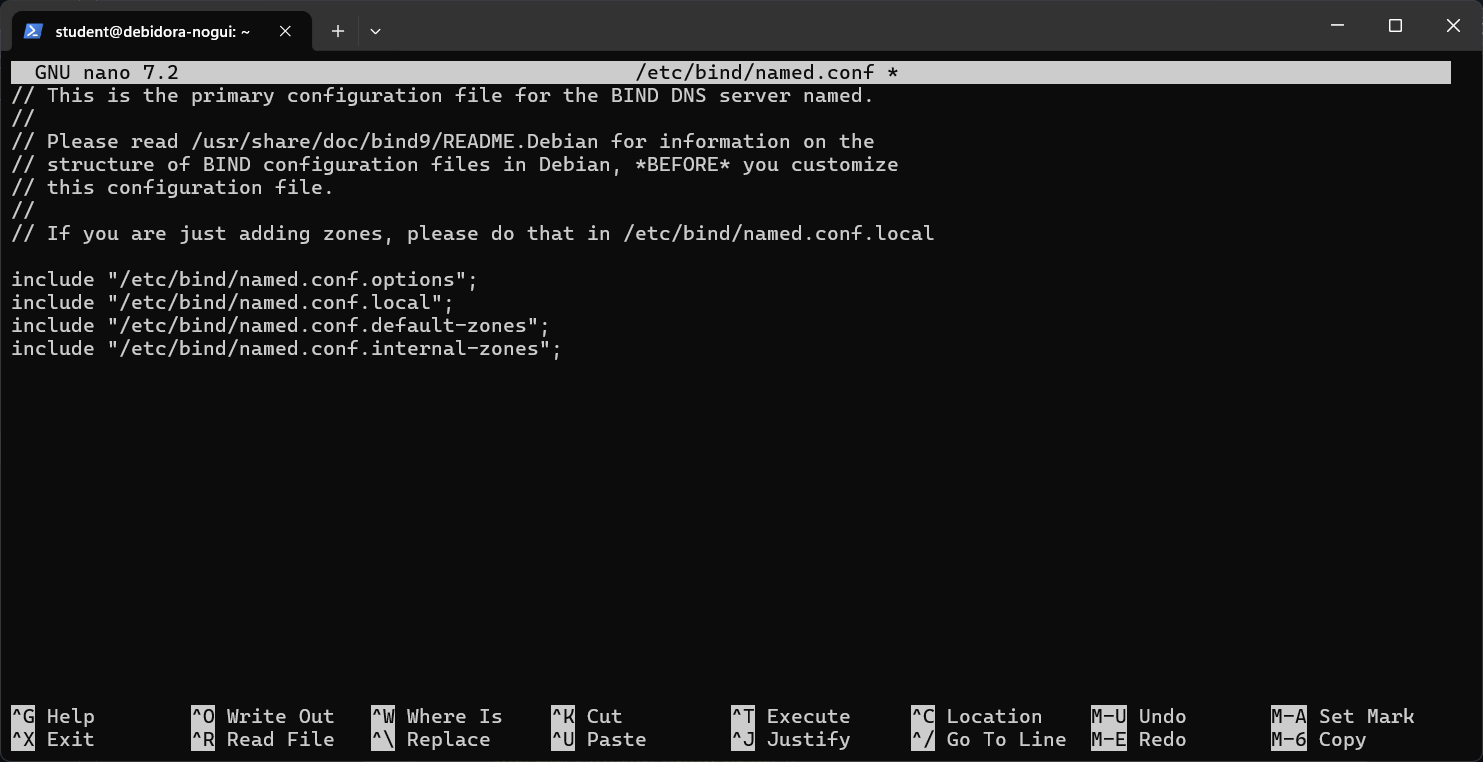 student@debidora-nogui: ~
GNU nano 7.2 /etc/bind/named.conf *
// This is the primary configuration file for the BIND DNS server named.
//
// Please read /usr/share/doc/bind9/README.Debian for information on the
// structure of BIND configuration files in Debian, *BEFORE* you customize
// this configuration file.
//
// If you are just adding zones, please do that in /etc/bind/named.conf.local
include "/etc/bind/named.conf.options";
include "/etc/bind/named.conf.local";
include "/etc/bind/named.conf.default-zones";
include "/etc/bind/named.conf.internal-zones";
^G Help ^O Write Out ^W Where Is ^K Cut ^T Execute ^C Location M-U Undo M-A Set Mark
^X Exit ^R Read File ^\ Replace ^U Paste ^J Justify ^/ Go To Line M-E Redo M-6 Copy